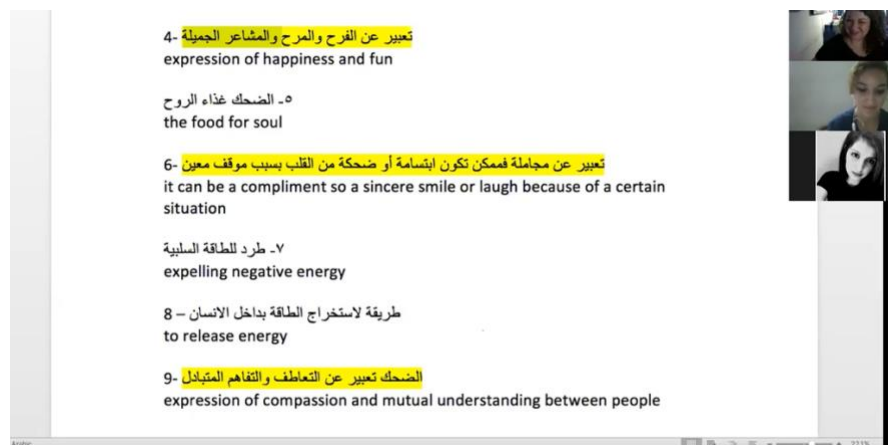 4- تعبير عن الفرح والمرح والمشاعر الجميلة
expression of happiness and fun
٥- الضحك غذاء الروح
the food for soul
6- تعبير عن مجاملة فممكن تكون ابتسامة أو ضحكة من القلب بسبب موقف معين
it can be a compliment so a sincere smile or laugh because of a certain
situation
٧- طرد للطاقة السلبية
expelling negative energy
8 – طريقة لاستخراج الطاقة بداخل الانسان
to release energy
9- الضحك تعبير عن التعاطف والتفاهم المتبادل
expression of compassion and mutual understanding between people